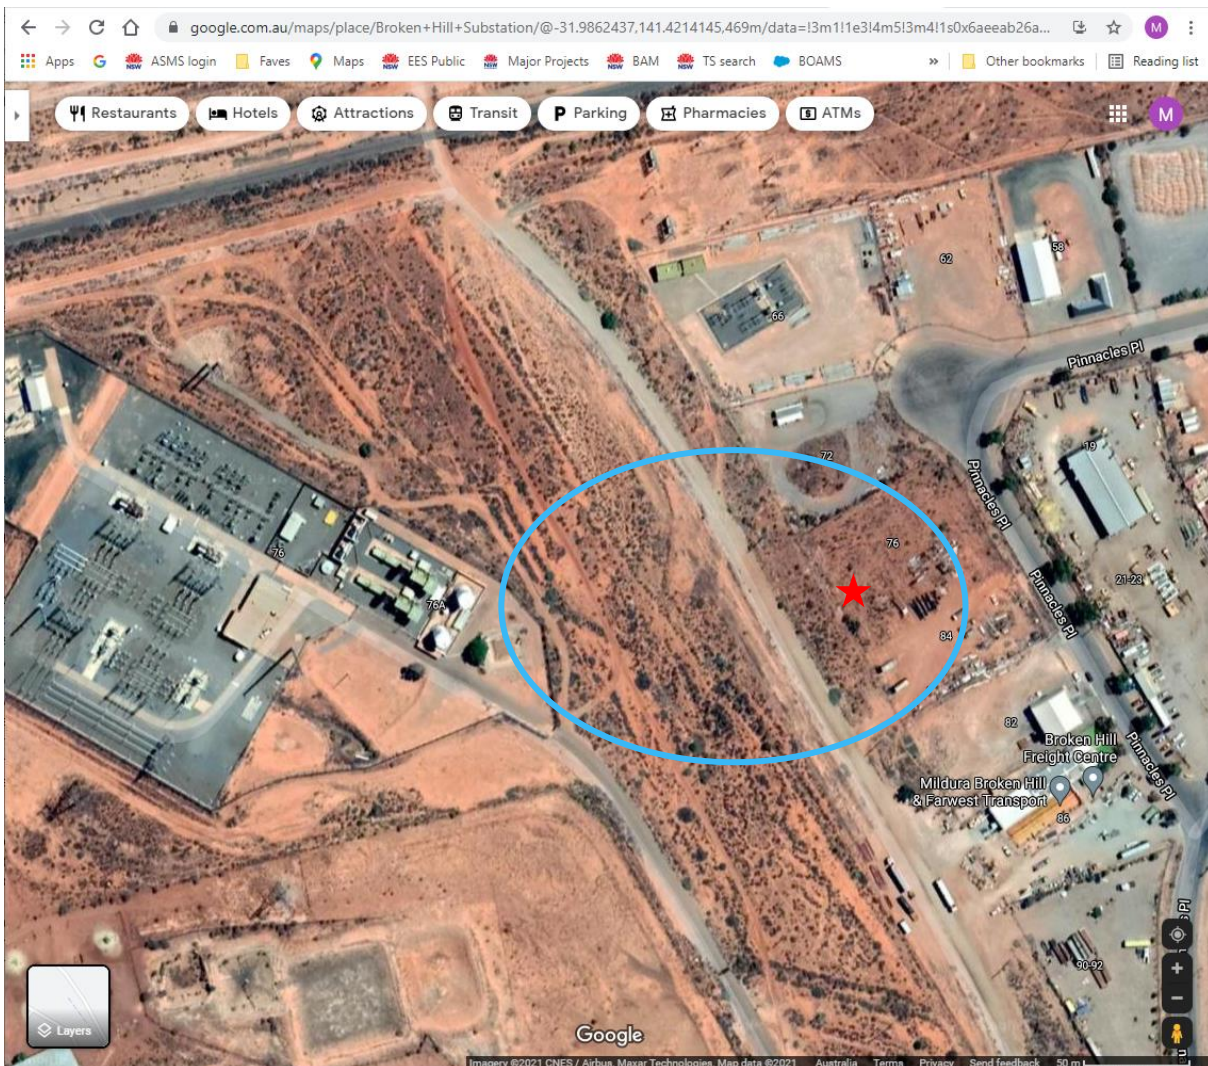 google.com.au/maps/place/Broken+Hill+Substation/@-31.9862437,141.4214145,469m/data=!3m1!1e3!4m5!3m4!1s0x6aeeab26a...
M
Apps G ASMS login Faves Maps EES Public Major Projects BAM TS search BOAMS » Other bookmarks Reading list
Restaurants Hotels Attractions Transit P Parking Pharmacies ATMs M
58
62
66
Pinnacles Pl
19
72
Pinnacles Pl
76
76
21-23
76A
Pinnacles Pl
84
82
Broken Hill
Freight Centre
Pinnacles Pl
Mildura Broken Hill
& Farwest Transport
86
90-92
Layers
Google
Imagery ©2021 CNES / Airbus, Maxar Technologies, Map data ©2021 Australia Terms Privacy Send feedback 50 m